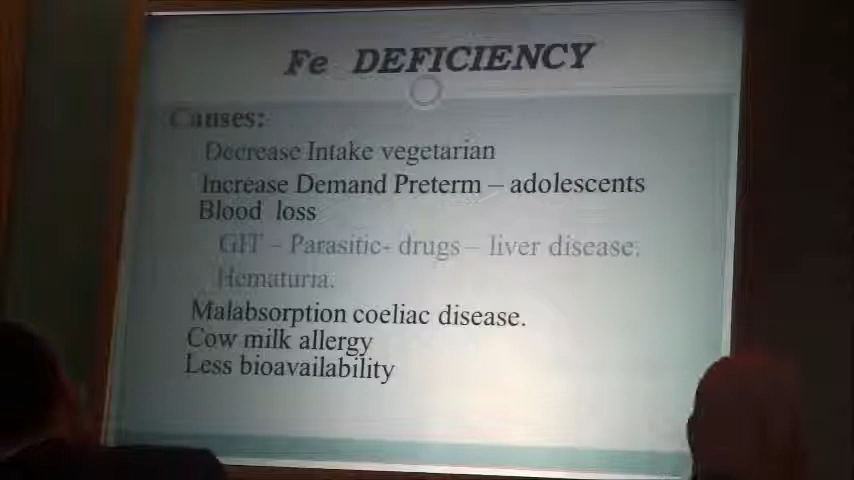 Fe DEFICIENCY
Causes:
Decrease Intake vegetarian
Increase Demand Preterm – adolescents
Blood loss
GIT – Parasitic- drugs – liver disease.
Hematuria.
Malabsorption coeliac disease.
Cow milk allergy
Less bioavailability